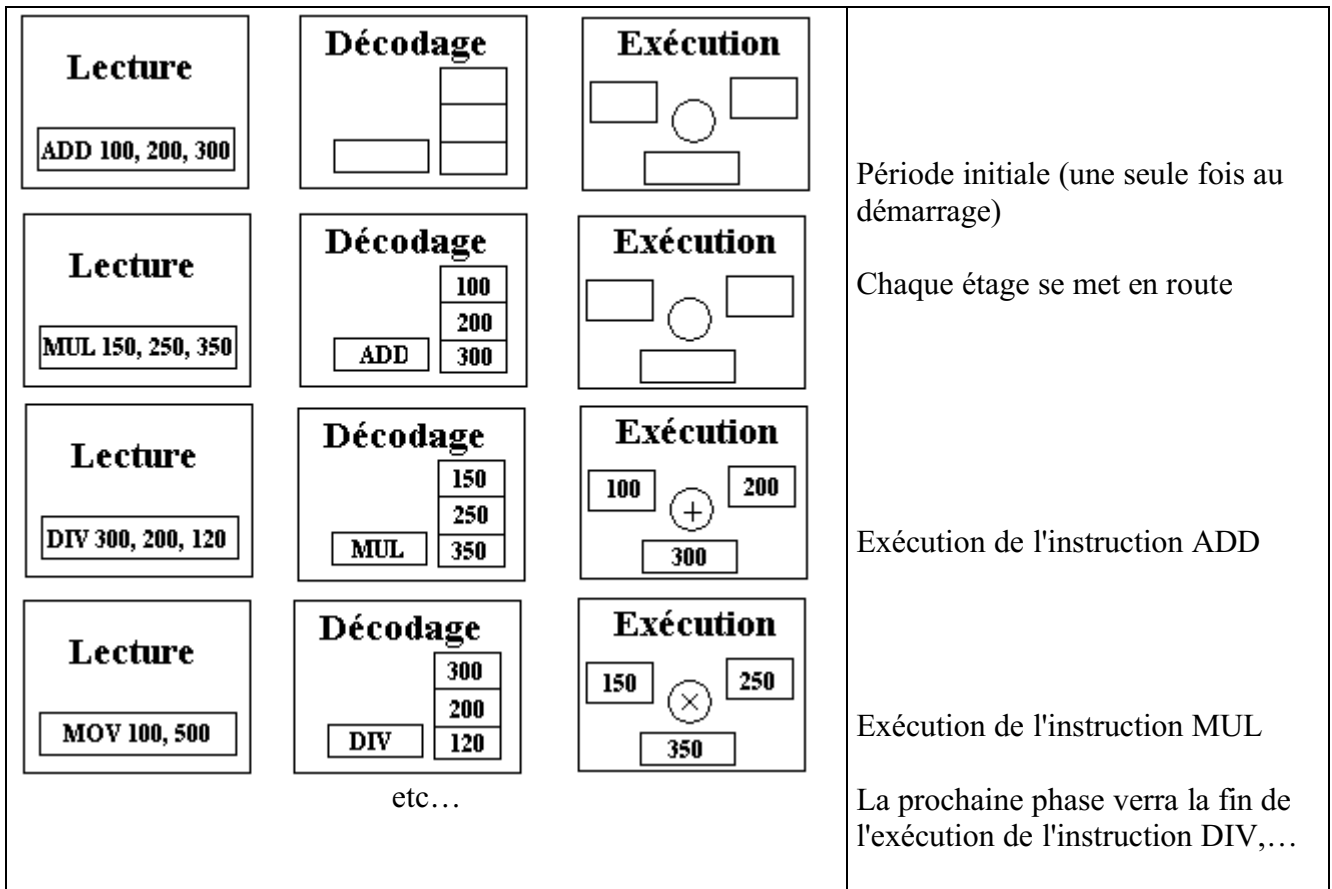 Lecture
ADD 100, 200, 300
Décodage
Exécution
Période initiale (une seule fois au
démarrage)
Lecture
MUL 150, 250, 350
Décodage
100
200
ADD
300
Exécution
Chaque étage se met en route
Lecture
DIV 300, 200, 120
Décodage
150
250
MUL
350
Exécution
100
200
+
300
Exécution de l'instruction ADD
Lecture
MOV 100, 500
Décodage
300
200
DIV
120
Exécution
150
250
×
350
Exécution de l'instruction MUL
etc…
La prochaine phase verra la fin de
l'exécution de l'instruction DIV,…